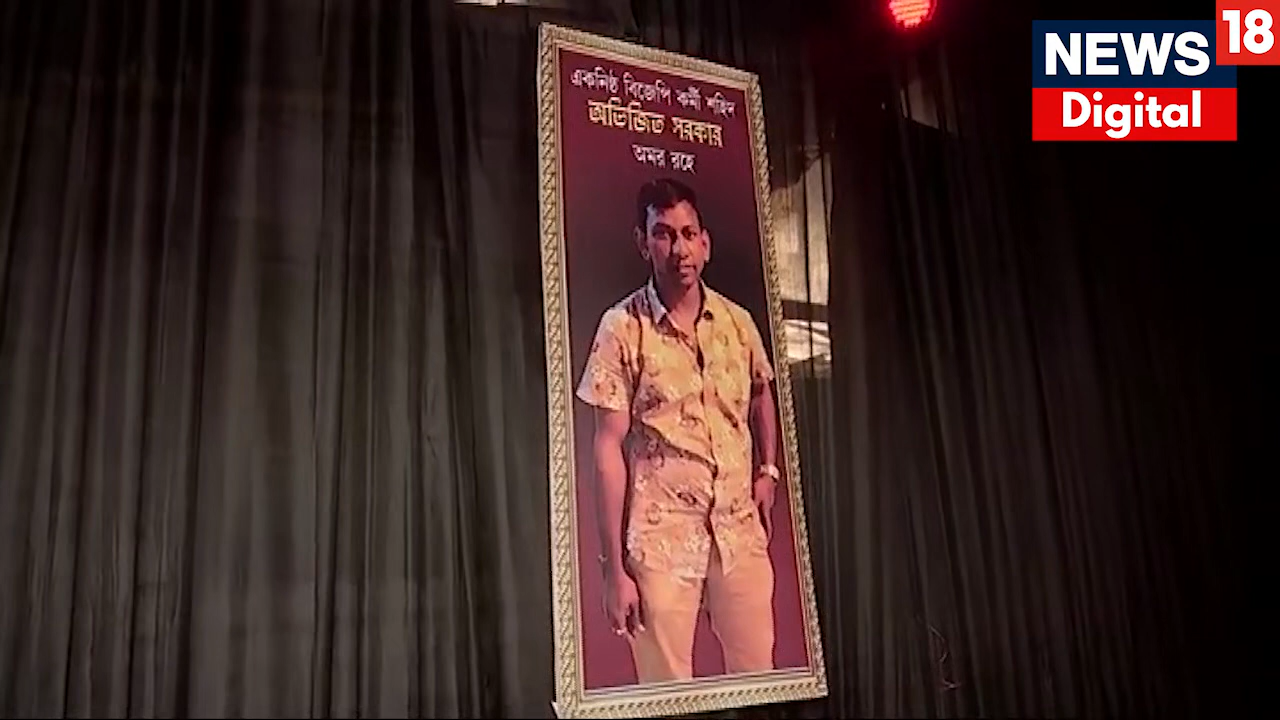 একনিষ্ঠ বিজেপি কর্মী শহিদ
অভিজিত সরকার
অমর রহে
NEWS 18
Digital